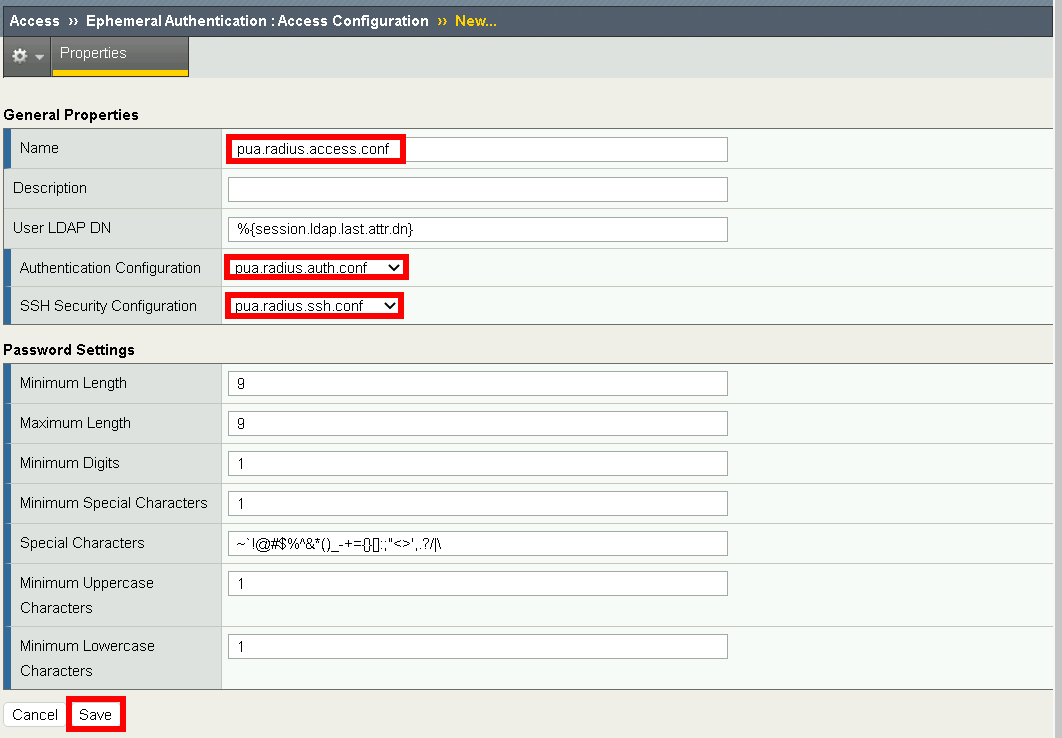 Access ›› Ephemeral Authentication : Access Configuration ›› New...
Properties
General Properties
Name pua.radius.access.conf
Description
User LDAP DN %{session.ldap.last.attr.dn}
Authentication Configuration pua.radius.auth.conf
SSH Security Configuration pua.radius.ssh.conf
Password Settings
Minimum Length 9
Maximum Length 9
Minimum Digits 1
Minimum Special Characters 1
Special Characters ~`!@#$%^&*()_-+={}[]:;"<>',.?/|\
Minimum Uppercase 1
Characters
Minimum Lowercase 1
Characters
Cancel Save